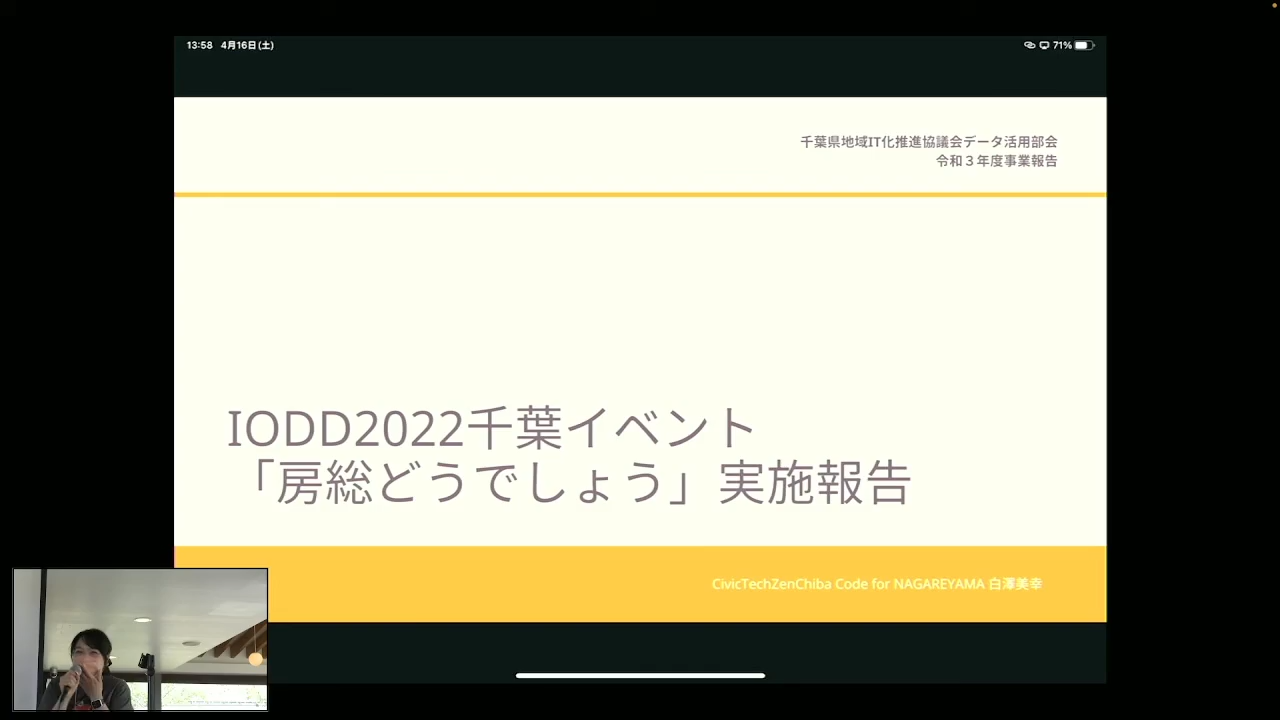 13:58 4月16日(土)
71%
千葉県地域IT化推進協議会データ活用部会
令和３年度事業報告
IODD2022千葉イベント
「房総どうでしょう」実施報告
CivicTechZenChiba Code for NAGAREYAMA 白澤美幸